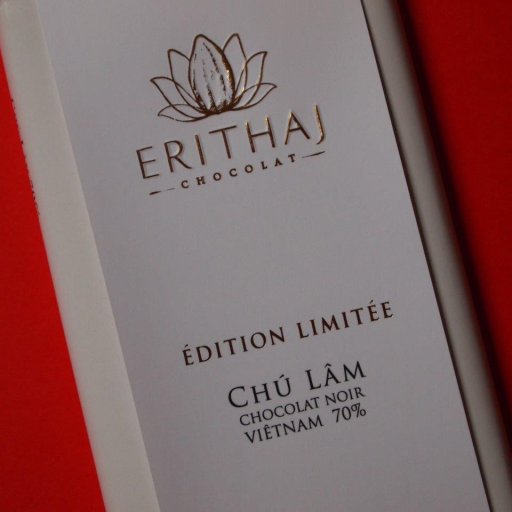 ERITHAJ
CHOCOLAT
ÉDITION LIMITÉE
CHÚ LÂM
CHOCOLAT NOIR
VIÊTNAM 70%